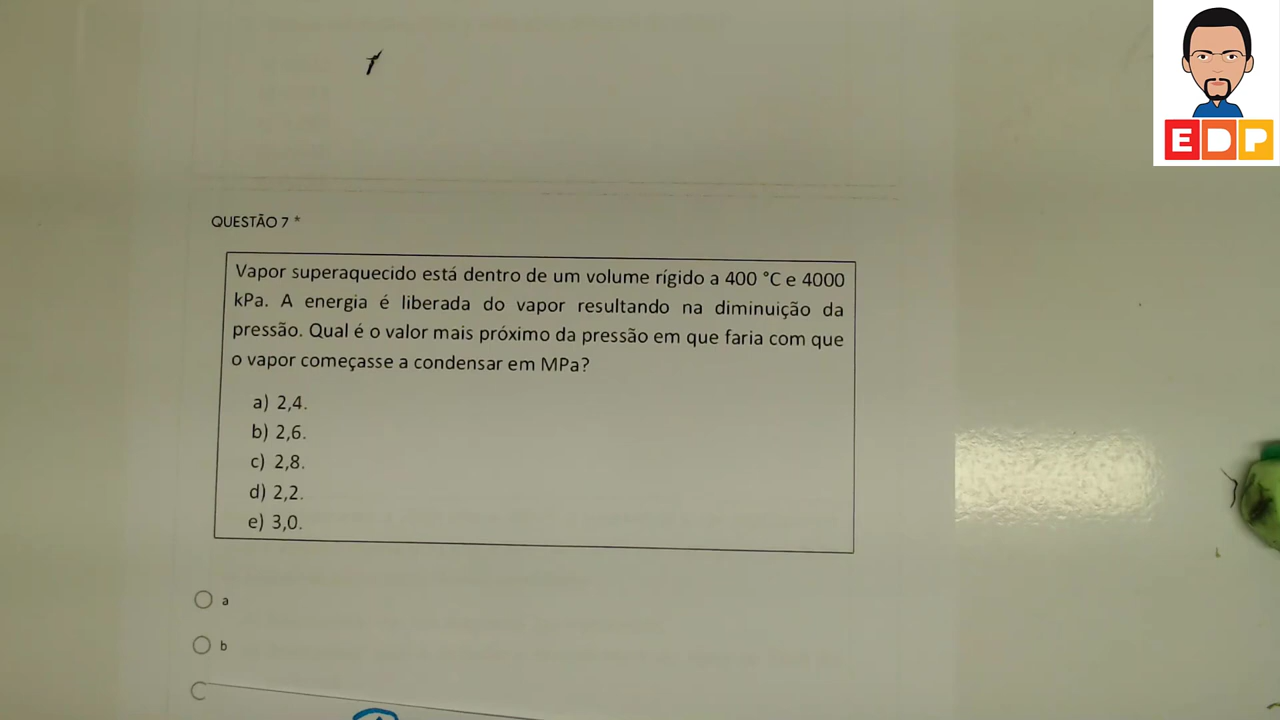 EDP
QUESTÃO 7 *
Vapor superaquecido está dentro de um volume rígido a 400 °C e 4000
kPa. A energia é liberada do vapor resultando na diminuição da
pressão. Qual é o valor mais próximo da pressão em que faria com que
o vapor começasse a condensar em MPa?
a) 2,4.
b) 2,6.
c) 2,8.
d) 2,2.
e) 3,0.
a
b